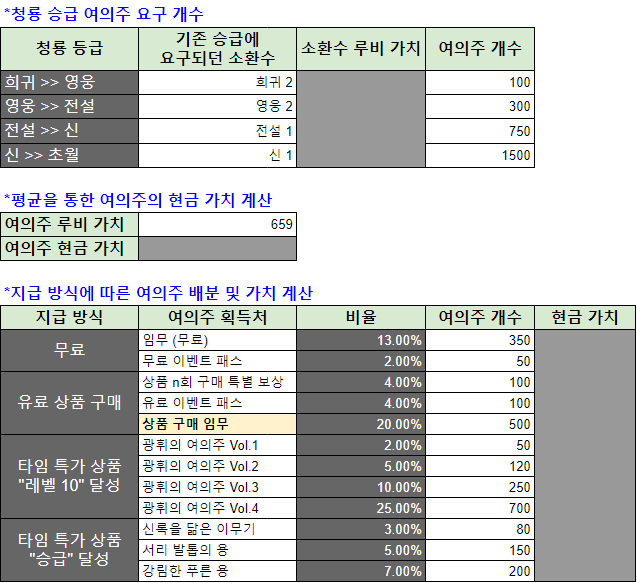 *청룡 승급 여의주 요구 개수
청룡 등급 기존 승급에 요구되던 소환수 소환수 루비 가치 여의주 개수
희귀 >> 영웅 희귀 2 100
영웅 >> 전설 영웅 2 300
전설 >> 신 전설 1 750
신 >> 초월 신 1 1500
*평균을 통한 여의주의 현금 가치 계산
여의주 루비 가치 659
여의주 현금 가치
*지급 방식에 따른 여의주 배분 및 가치 계산
지급 방식 여의주 획득처 비율 여의주 개수 현금 가치
무료
임무 (무료) 13.00% 350
무료 이벤트 패스 2.00% 50
유료 상품 구매
상품 n회 구매 특별 보상 4.00% 100
유료 이벤트 패스 4.00% 100
상품 구매 임무 20.00% 500
타임 특가 상품
"레벨 10" 달성
광휘의 여의주 Vol.1 2.00% 50
광휘의 여의주 Vol.2 5.00% 120
광휘의 여의주 Vol.3 10.00% 250
광휘의 여의주 Vol.4 25.00% 700
타임 특가 상품
"승급" 달성
신록을 닮은 이무기 3.00% 80
서리 발톱의 용 5.00% 150
강림한 푸른 용 7.00% 200